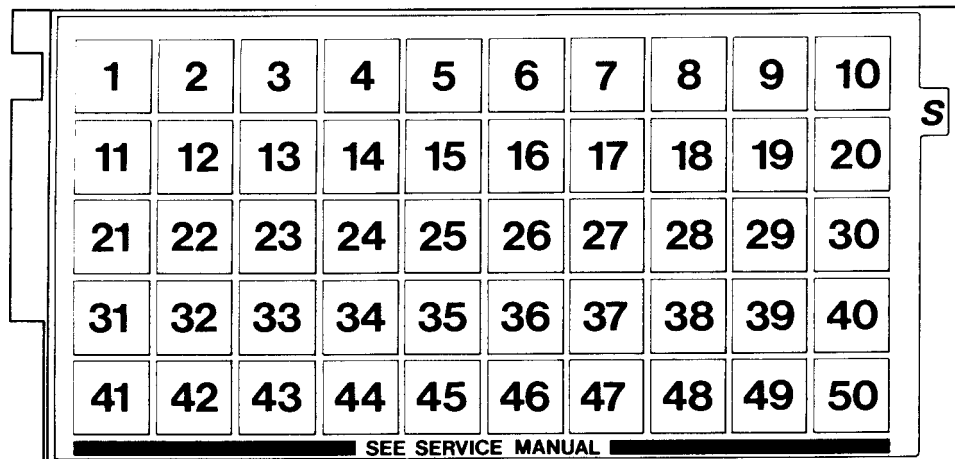 1 2 3 4 5 6 7 8 9 10
S
11 12 13 14 15 16 17 18 19 20
21 22 23 24 25 26 27 28 29 30
31 32 33 34 35 36 37 38 39 40
41 42 43 44 45 46 47 48 49 50
SEE SERVICE MANUAL